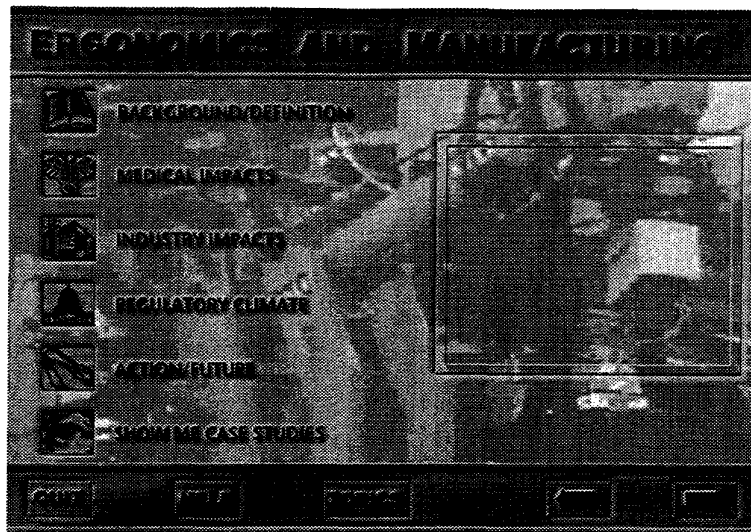 ERGONOMICS AND MANUFACTURING
BACKGROUND/DEFINITION
MEDICAL IMPACTS
INDUSTRY IMPACTS
REGULATORY CLIMATE
ACTION/FUTURE
SHOW ME CASE STUDIES
QUIT